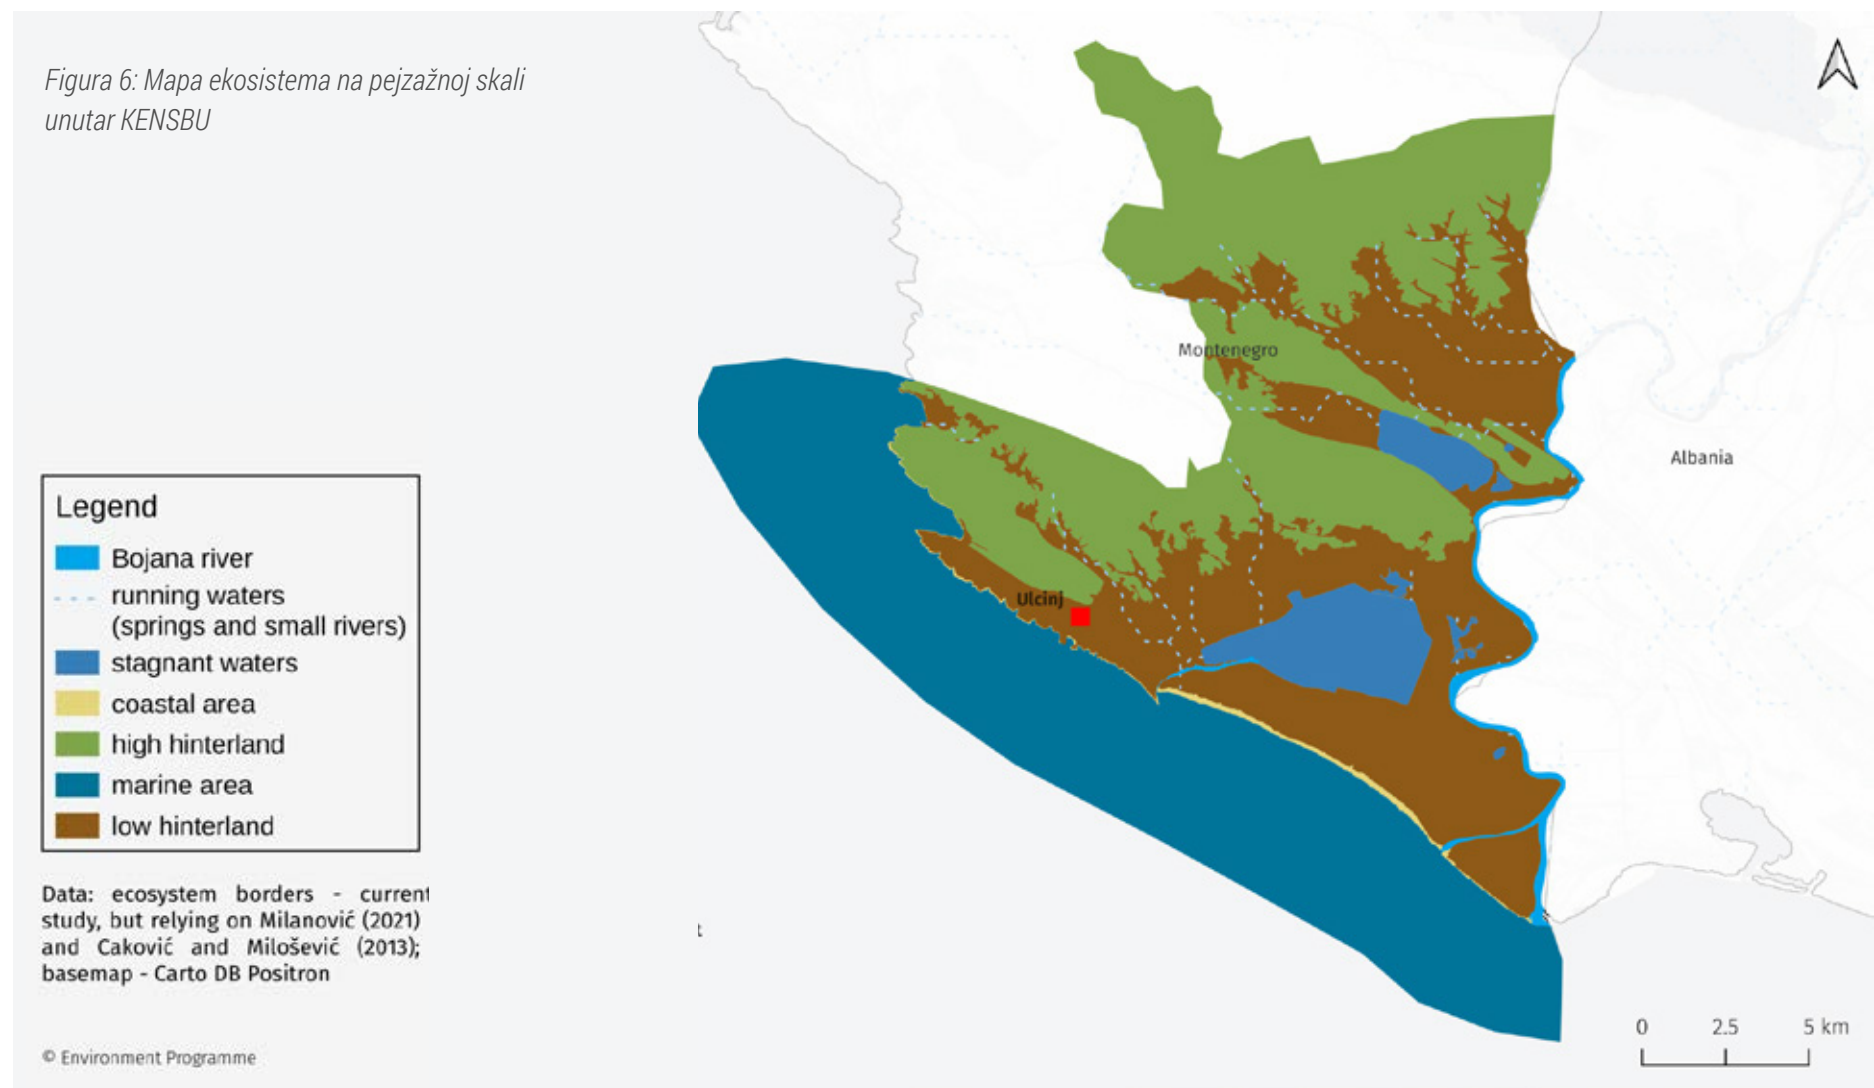 Figura 6: Mapa ekosistema na pejzažnoj skali
unutar KENSBU
Montenegro
Albania
Ulcinj
Legend
Bojana river
running waters
(springs and small rivers)
stagnant waters
coastal area
high hinterland
marine area
low hinterland
Data: ecosystem borders - current
study, but relying on Milanović (2021)
and Caković and Milošević (2013);
basemap - Carto DB Positron
t
0 2.5 5 km
© Environment Programme